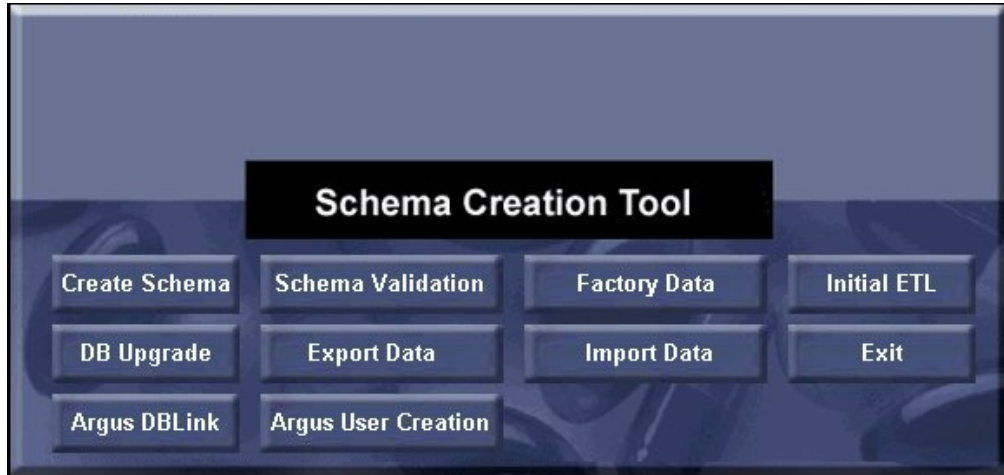 Schema Creation Tool
Create Schema
Schema Validation
Factory Data
Initial ETL
DB Upgrade
Export Data
Import Data
Exit
Argus DBLink
Argus User Creation